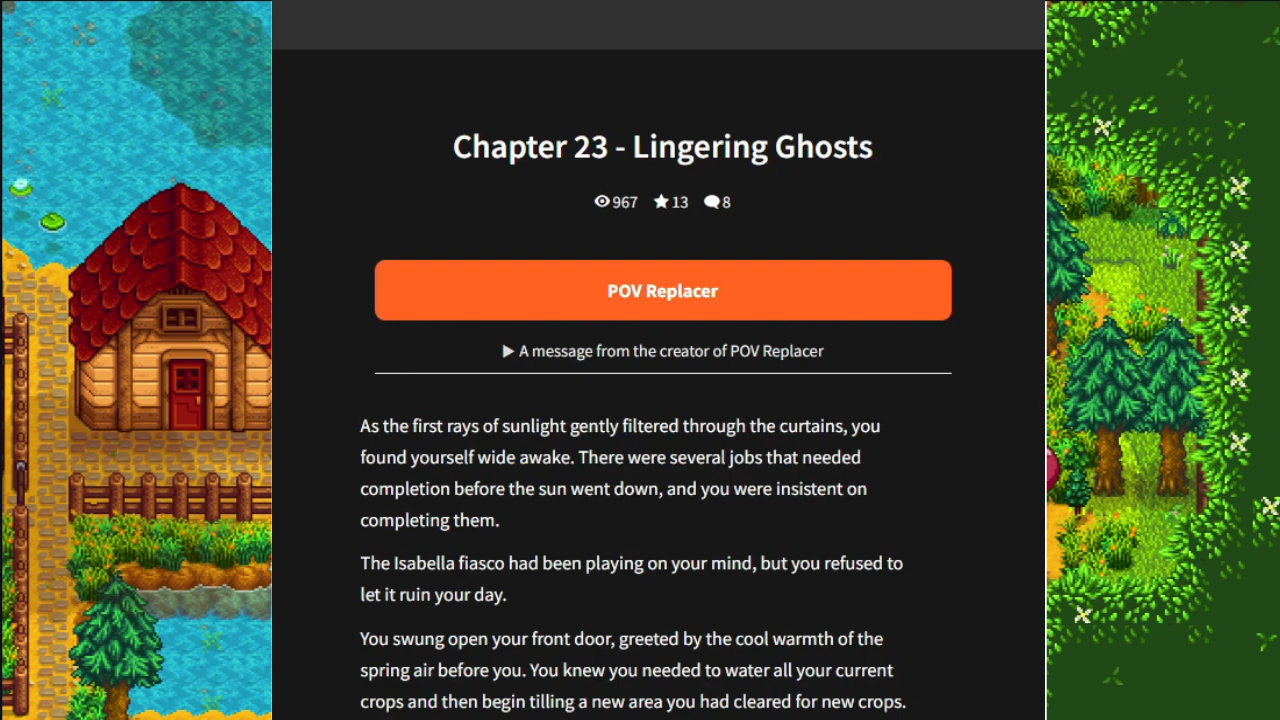 Chapter 23 - Lingering Ghosts
967 13 8
POV Replacer
▶ A message from the creator of POV Replacer
As the first rays of sunlight gently filtered through the curtains, you
found yourself wide awake. There were several jobs that needed
completion before the sun went down, and you were insistent on
completing them.
The Isabella fiasco had been playing on your mind, but you refused to
let it ruin your day.
You swung open your front door, greeted by the cool warmth of the
spring air before you. You knew you needed to water all your current
crops and then begin tilling a new area you had cleared for new crops.